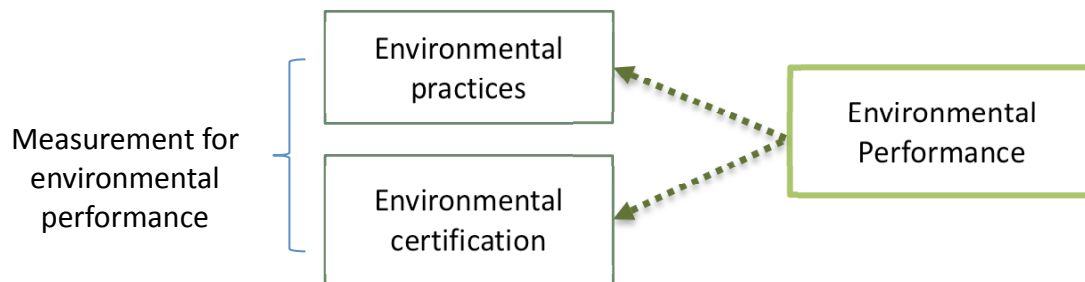 Measurement for
environmental
performance
Environmental
practices
Environmental
certification
Environmental
Performance